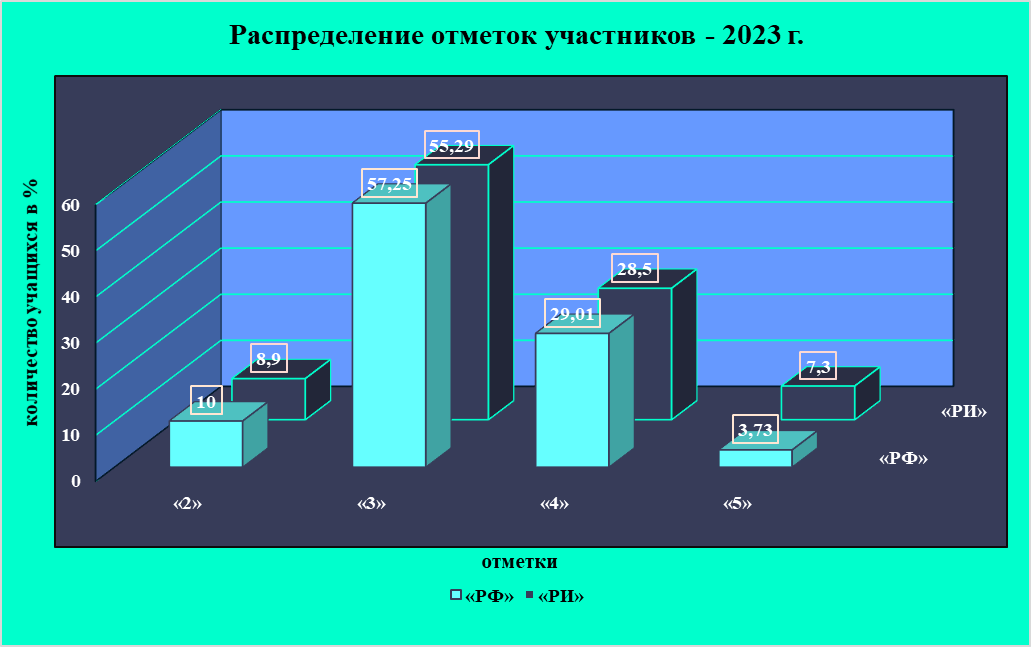 Распределение отметок участников - 2023 г.
количество учащихся в %
60
50
40
30
20
10
0
55,29
57,25
28,5
29,01
8,9
10
7,3
3,73
«РИ»
«РФ»
«2» «3» «4» «5»
отметки
«РФ» «РИ»